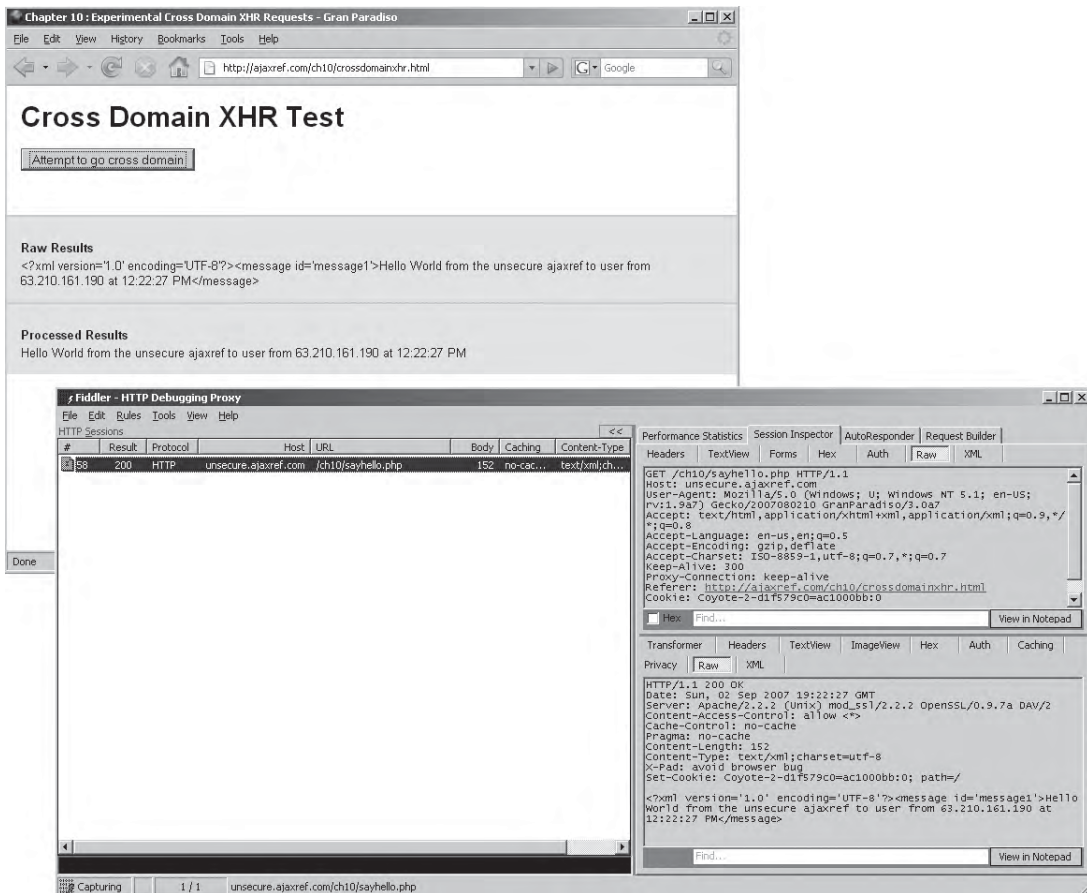 Chapter 10 : Experimental Cross Domain XHR Requests - Gran Paradiso
File Edit View History Bookmarks Tools Help
http://ajaxref.com/ch10/crossdomainxhr.html
G Google
Cross Domain XHR Test
Attempt to go cross domain
Raw Results
<?xml version='1.0' encoding='UTF-8'?><message id='message1'>Hello World from the unsecure ajaxref to user from
63.210.161.190 at 12:22:27 PM</message>
Processed Results
Hello World from the unsecure ajaxref to user from 63.210.161.190 at 12:22:27 PM
Done
Fiddler - HTTP Debugging Proxy
File Edit Rules Tools View Help
HTTP Sessions <<
# Result Protocol Host URL Body Caching Content-Type
58 200 HTTP unsecure.ajaxref.com /ch10/sayhello.php 152 no-cac... text/xml;ch...
Performance Statistics Session Inspector AutoResponder Request Builder
Headers TextView Forms Hex Auth Raw XML
GET /ch10/sayhello.php HTTP/1.1
Host: unsecure.ajaxref.com
User-Agent: Mozilla/5.0 (Windows; U; Windows NT 5.1; en-US;
rv:1.9a7) Gecko/2007080210 GranParadiso/3.0a7
Accept: text/html,application/xhtml+xml,application/xml;q=0.9,*/
*;q=0.8
Accept-Language: en-us,en;q=0.5
Accept-Encoding: gzip,deflate
Accept-Charset: ISO-8859-1,utf-8;q=0.7,*;q=0.7
Keep-Alive: 300
Proxy-Connection: keep-alive
Referer: http://ajaxref.com/ch10/crossdomainxhr.html
Cookie: Coyote-2-d1f579c0=ac1000bb:0
Hex Find... View in Notepad
Transformer Headers TextView ImageView Hex Auth Caching
Privacy Raw XML
HTTP/1.1 200 OK
Date: Sun, 02 Sep 2007 19:22:27 GMT
Server: Apache/2.2.2 (Unix) mod_ssl/2.2.2 OpenSSL/0.9.7a DAV/2
Content-Access-Control: allow <*>
Cache-Control: no-cache
Pragma: no-cache
Content-Length: 152
Content-Type: text/xml;charset=utf-8
X-Pad: avoid browser bug
Set-Cookie: Coyote-2-d1f579c0=ac1000bb:0; path=/
<?xml version='1.0' encoding='UTF-8'?><message id='message1'>Hello
World from the unsecure ajaxref to user from 63.210.161.190 at
12:22:27 PM</message>
Find... View in Notepad
Capturing 1 / 1 unsecure.ajaxref.com/ch10/sayhello.php